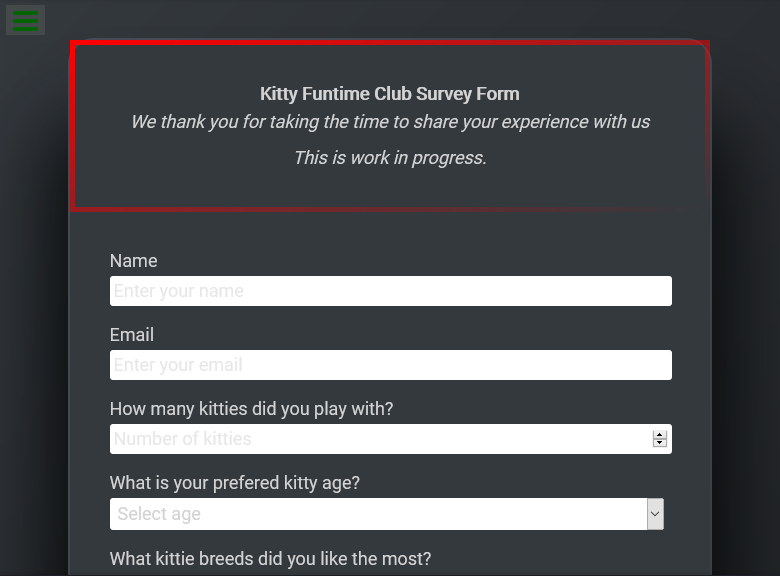 Kitty Funtime Club Survey Form
We thank you for taking the time to share your experience with us
This is work in progress.
Name
Enter your name
Email
Enter your email
How many kitties did you play with?
Number of kitties
What is your prefered kitty age?
Select age
What kittie breeds did you like the most?